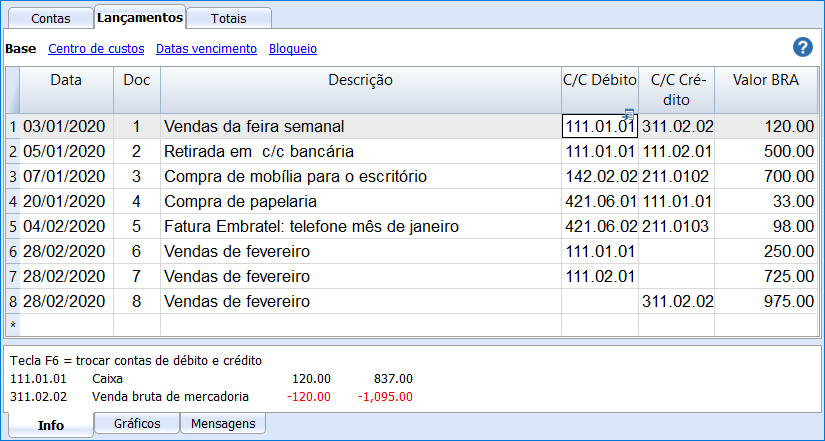 Contas Lançamentos Totais
Base Centro de custos Datas vencimento Bloqueio ?
Data Doc Descrição C/C Débito C/C Cré-
dito Valor BRA
1 03/01/2020 1 Vendas da feira semanal 111.01.01 311.02.02 120.00
2 05/01/2020 2 Retirada em c/c bancária 111.01.01 111.02.01 500.00
3 07/01/2020 3 Compra de mobília para o escritório 142.02.02 211.0102 700.00
4 20/01/2020 4 Compra de papelaria 421.06.01 111.01.01 33.00
5 04/02/2020 5 Fatura Embratel: telefone mês de janeiro 421.06.02 211.0103 98.00
6 28/02/2020 6 Vendas de fevereiro 111.01.01 250.00
7 28/02/2020 7 Vendas de fevereiro 111.02.01 725.00
8 28/02/2020 8 Vendas de fevereiro 311.02.02 975.00
*
Tecla F6 = trocar contas de débito e crédito
111.01.01 Caixa 120.00 837.00
311.02.02 Venda bruta de mercadoria -120.00 -1,095.00
Info Gráficos Mensagens